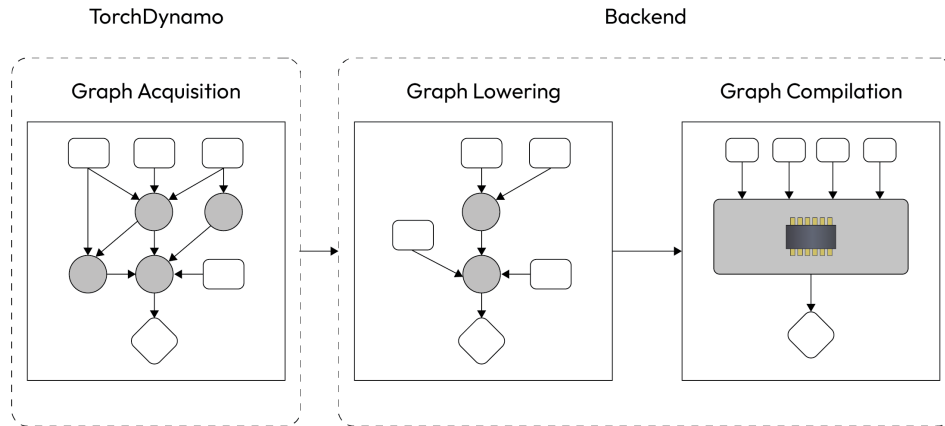 TorchDynamo
Backend
Graph Acquisition
Graph Lowering
Graph Compilation